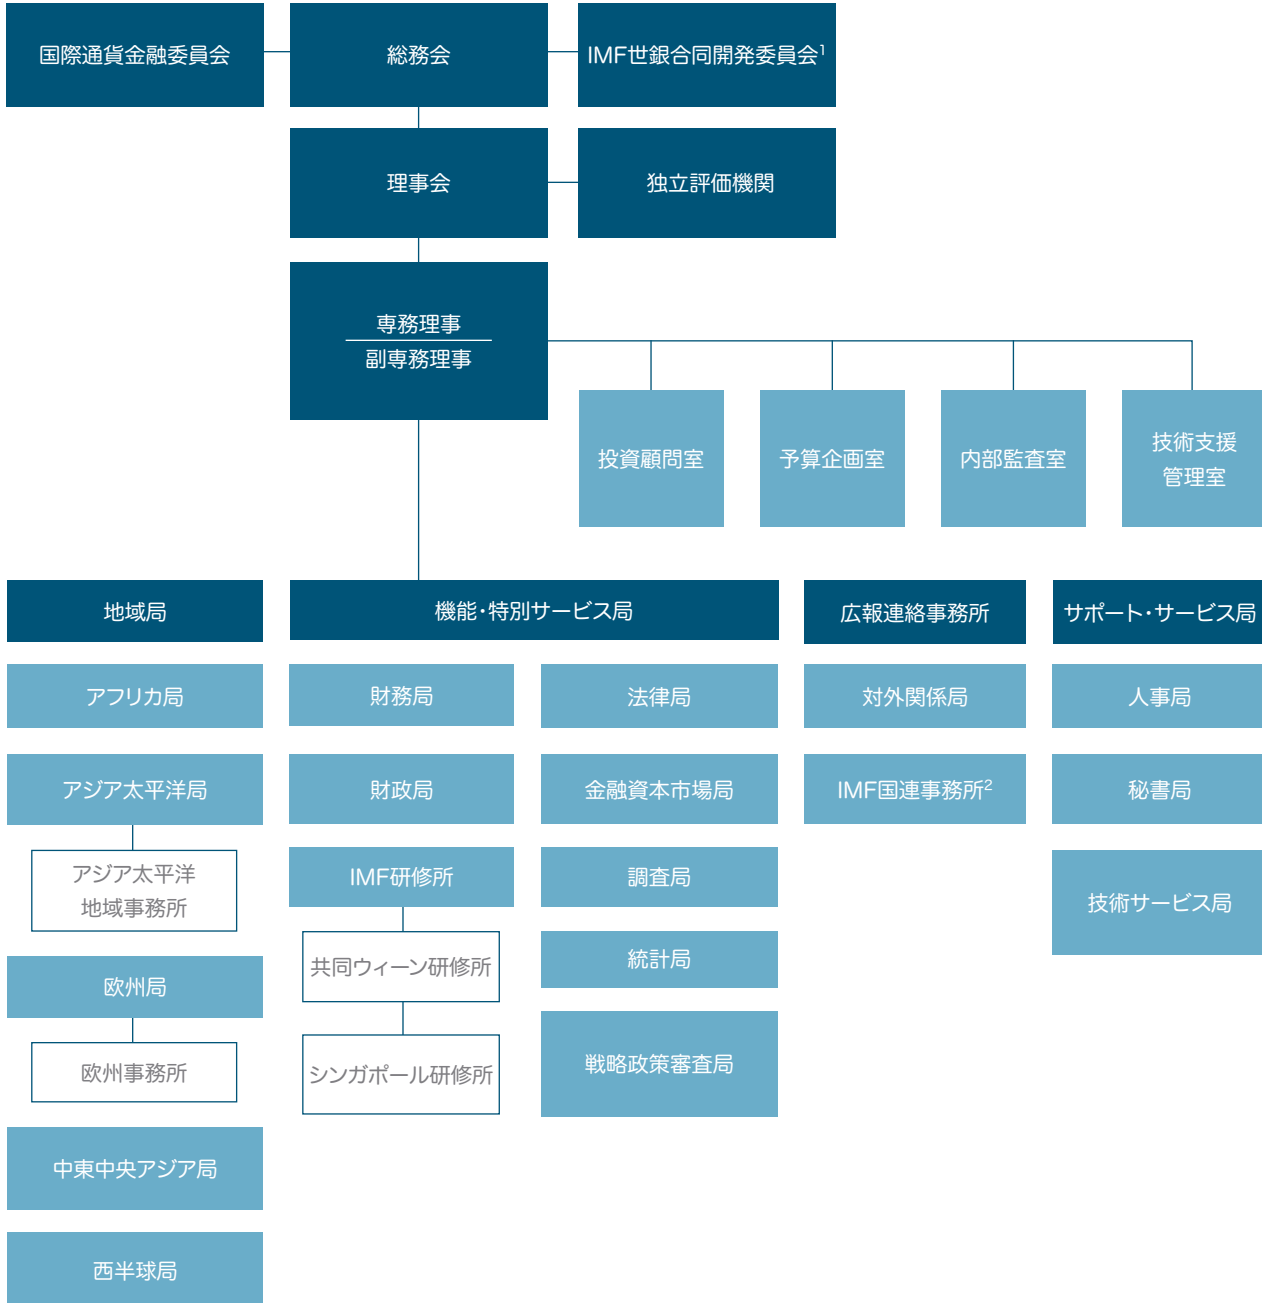 国際通貨金融委員会
総務会
IMF世銀合同開発委員会1
理事会
独立評価機関
専務理事
副専務理事
投資顧問室
予算企画室
内部監査室
技術支援
管理室
地域局
機能・特別サービス局
広報連絡事務所
サポート・サービス局
アフリカ局
財務局
法律局
対外関係局
人事局
アジア太平洋局
財政局
金融資本市場局
IMF国連事務所2
秘書局
アジア太平洋
地域事務所
IMF研修所
調査局
技術サービス局
共同ウィーン研修所
統計局
欧州局
欧州事務所
シンガポール研修所
戦略政策審査局
中東中央アジア局
西半球局